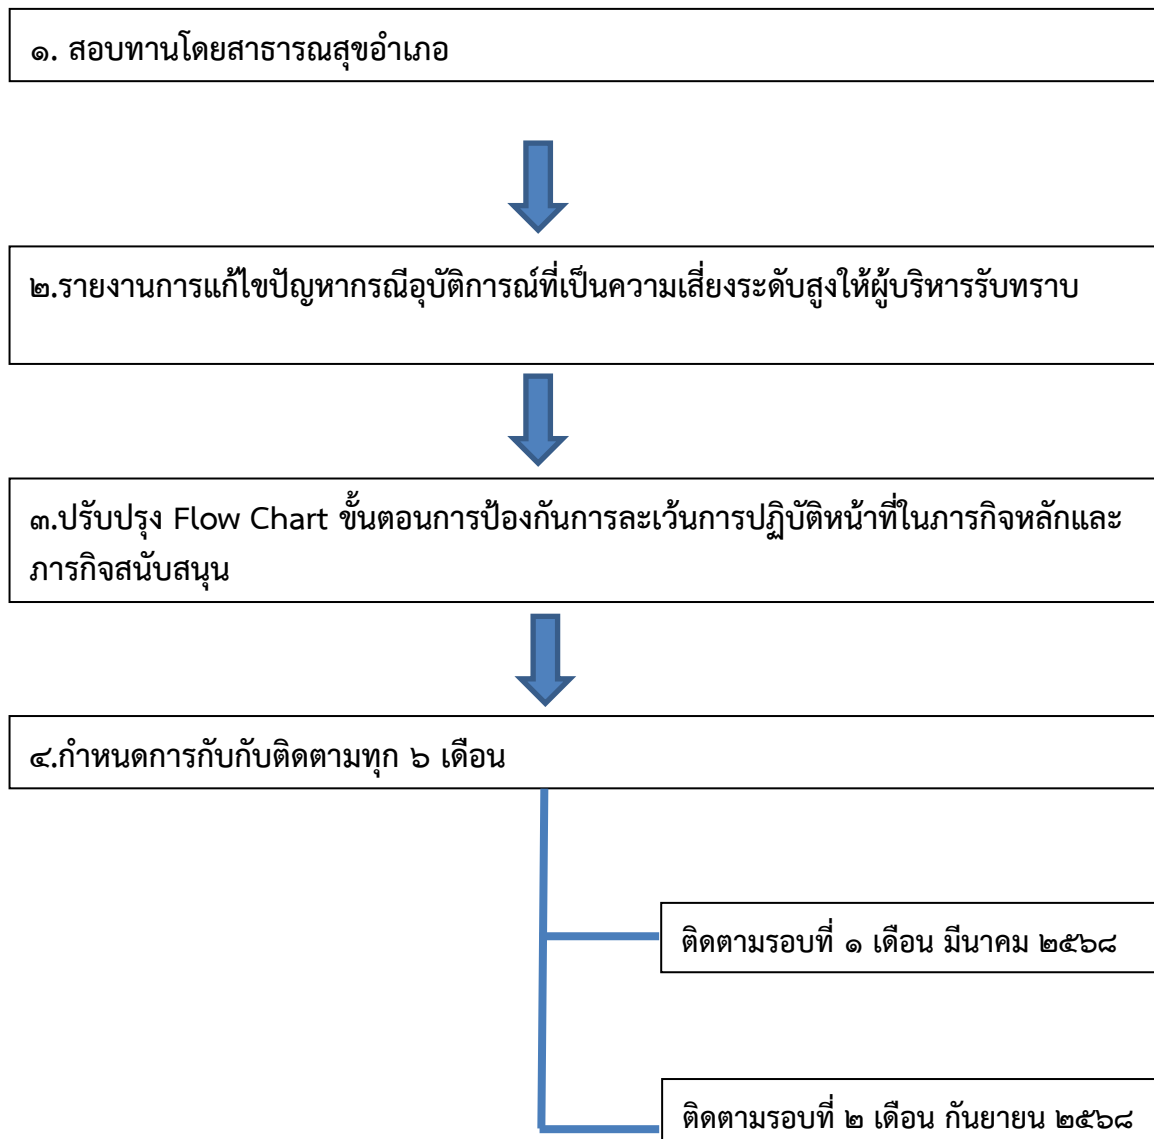 ๑. สอบทานโดยสาธารณสุขอำเภอ
๒.รายงานการแก้ไขปัญหากรณีอุบัติการณ์ที่เป็นความเสี่ยงระดับสูงให้ผู้บริหารรับทราบ
๓.ปรับปรุง Flow Chart ขั้นตอนการป้องกันการละเว้นการปฏิบัติหน้าที่ในภารกิจหลักและ
ภารกิจสนับสนุน
๔.กำหนดการกับกับติดตามทุก ๖ เดือน
ติดตามรอบที่ ๑ เดือน มีนาคม ๒๕๖๘
ติดตามรอบที่ ๒ เดือน กันยายน ๒๕๖๘